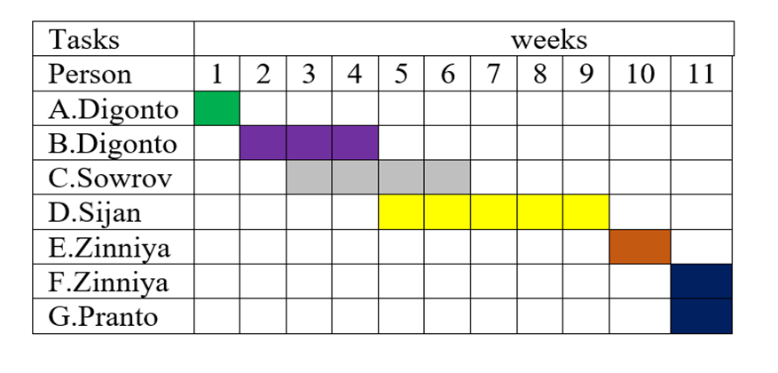 Tasks weeks
Person 1 2 3 4 5 6 7 8 9 10 11
A.Digonto
B.Digonto
C.Sowrov
D.Sijan
E.Zinniya
F.Zinniya
G.Pranto